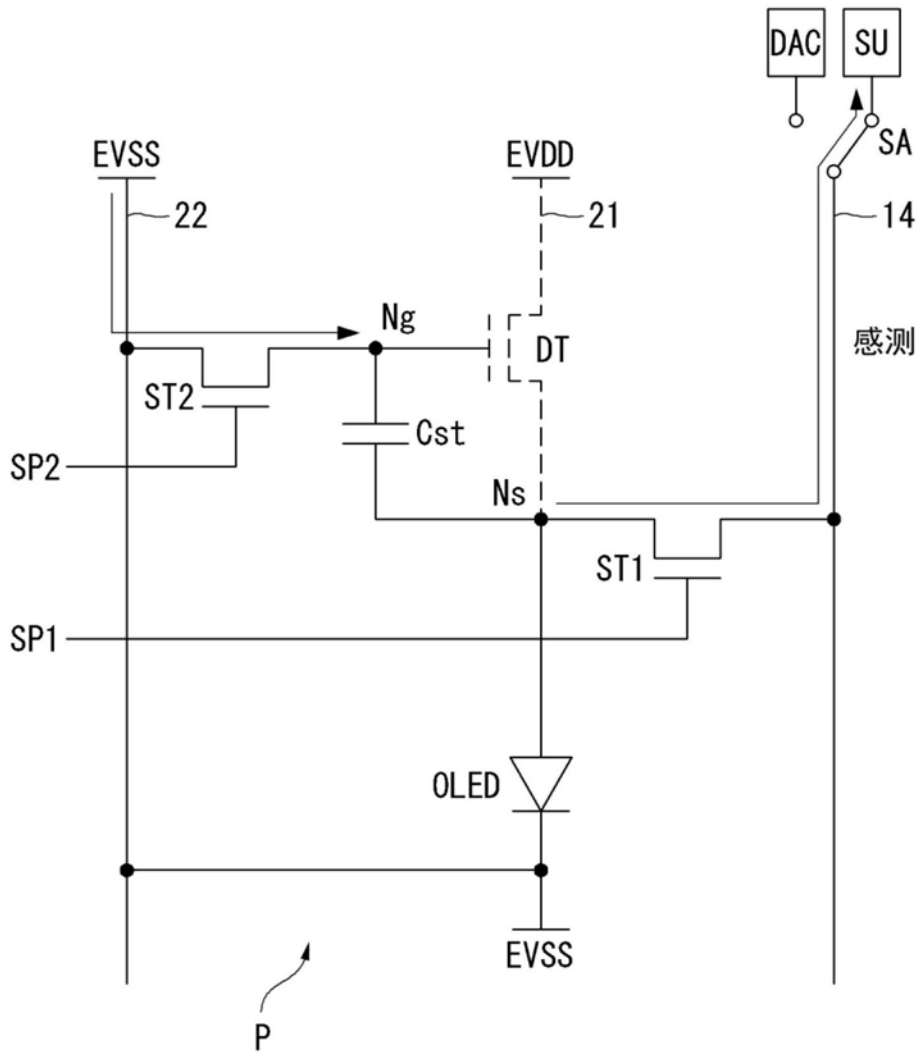 DAC SU
SA
EVSS EVDD
22 21 14
Ng
DT 感测
ST2
Cst
SP2
Ns
ST1
SP1
OLED
EVSS
P